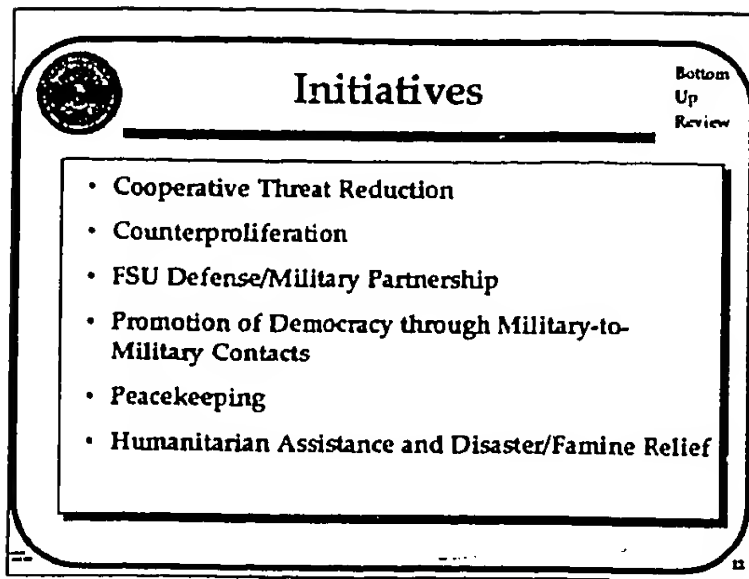 Initiatives
Bottom
Up
Review
• Cooperative Threat Reduction
• Counterproliferation
• FSU Defense/Military Partnership
• Promotion of Democracy through Military-to-
Military Contacts
• Peacekeeping
• Humanitarian Assistance and Disaster/Famine Relief
12